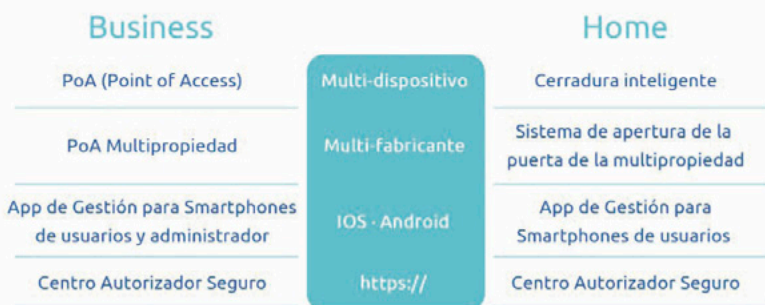 Business
Home
PoA (Point of Access)
Multi-dispositivo
Cerradura inteligente
PoA Multipropiedad
Multi-fabricante
Sistema de apertura de la
puerta de la multipropiedad
App de Gestión para Smartphones
de usuarios y administrador
IOS · Android
App de Gestión para
Smartphones de usuarios
Centro Autorizador Seguro
https://
Centro Autorizador Seguro